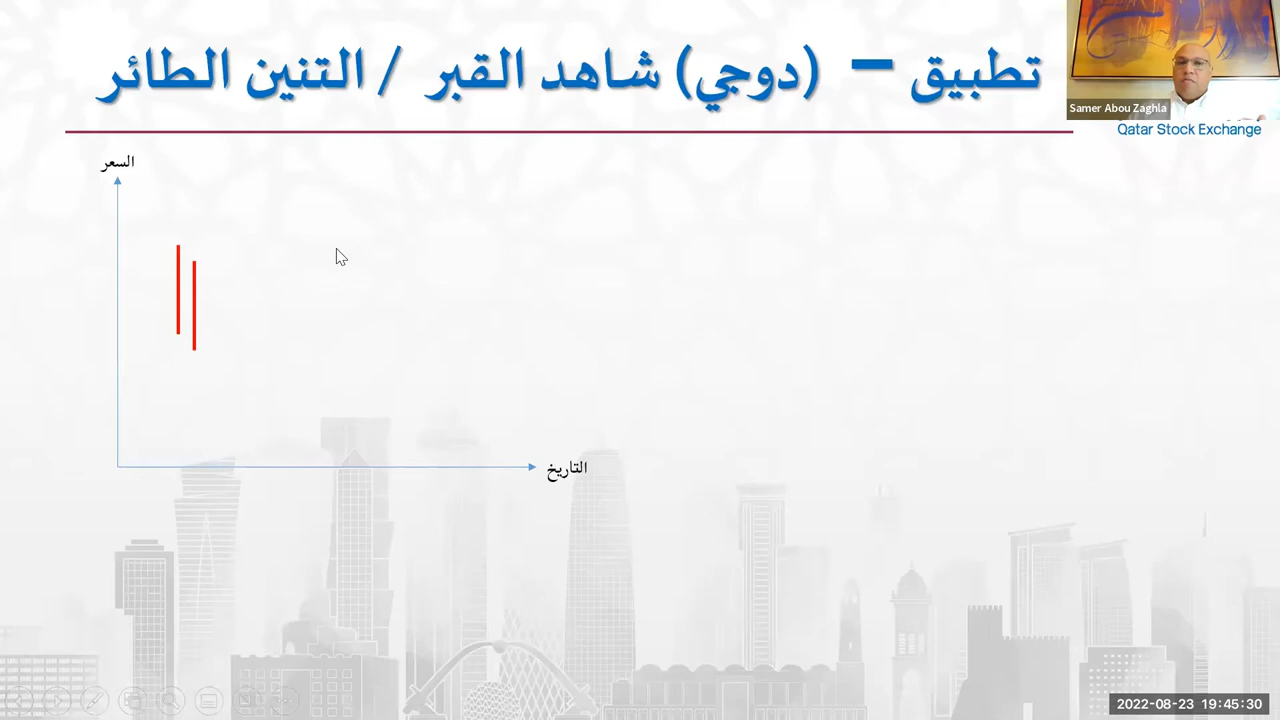 تطبيق – (دوجي) شاهد القبر / التنين الطائر
Samer Abou Zaghla
Qatar Stock Exchange
السعر
التاريخ
2022-08-23 19:45:30